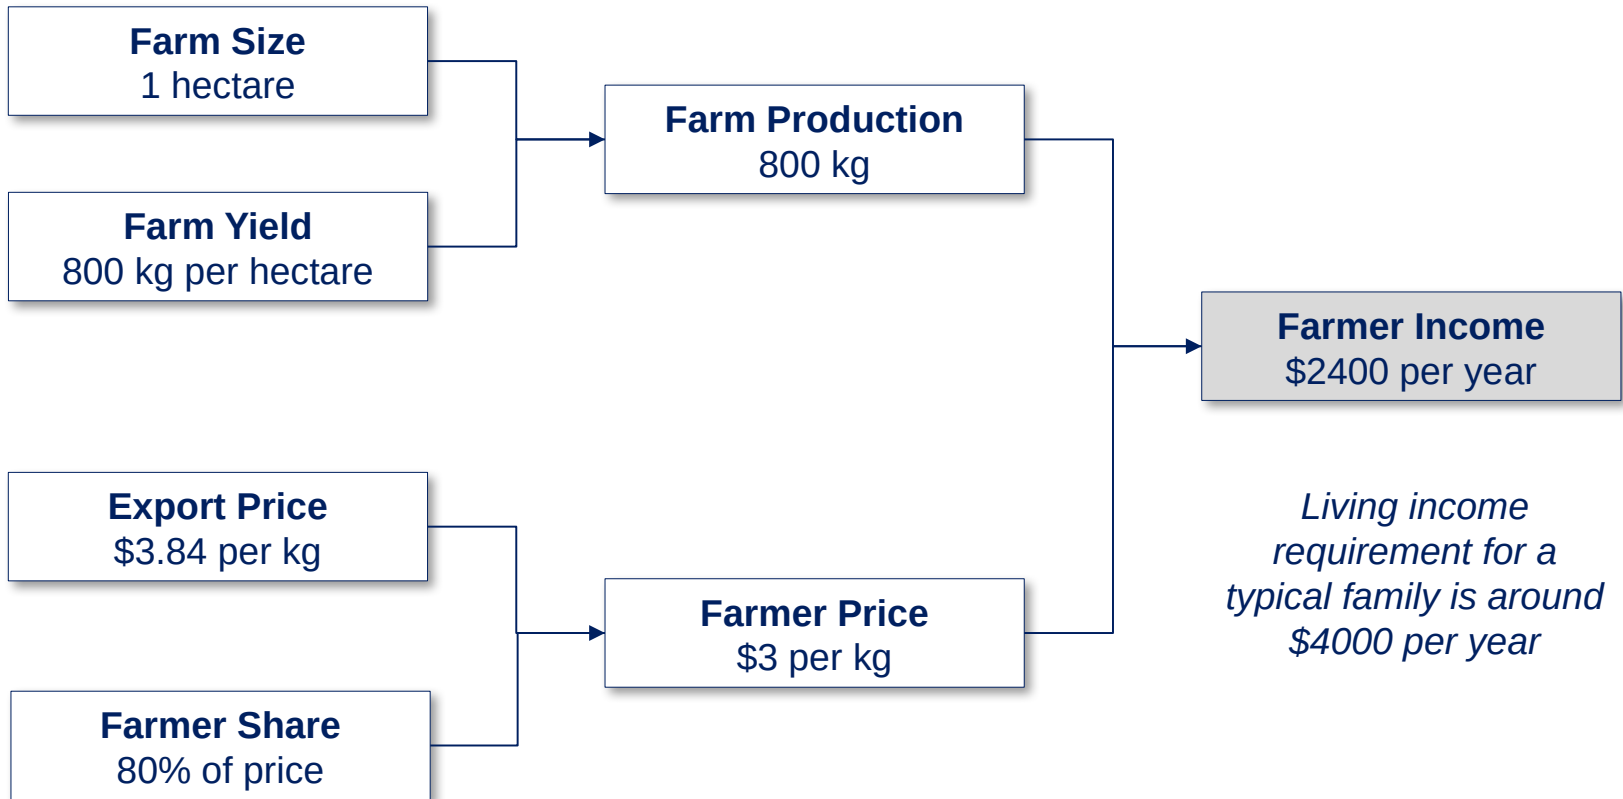 Farm Size
1 hectare
Farm Yield
800 kg per hectare
Farm Production
800 kg
Export Price
$3.84 per kg
Farmer Share
80% of price
Farmer Price
$3 per kg
Farmer Income
$2400 per year
Living income
requirement for a
typical family is around
$4000 per year